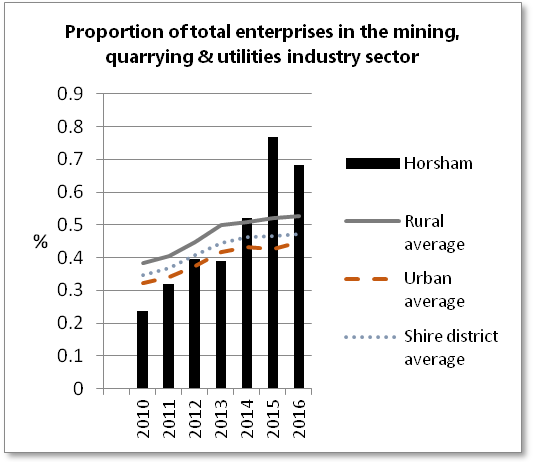 Proportion of total enterprises in the mining,
quarrying & utilities industry sector
0.9
0.8
0.7
0.6
0.5
0.4
0.3
0.2
0.1
0
%
2010
2011
2012
2013
2014
2015
2016
Horsham
Rural
average
Urban
average
Shire district
average